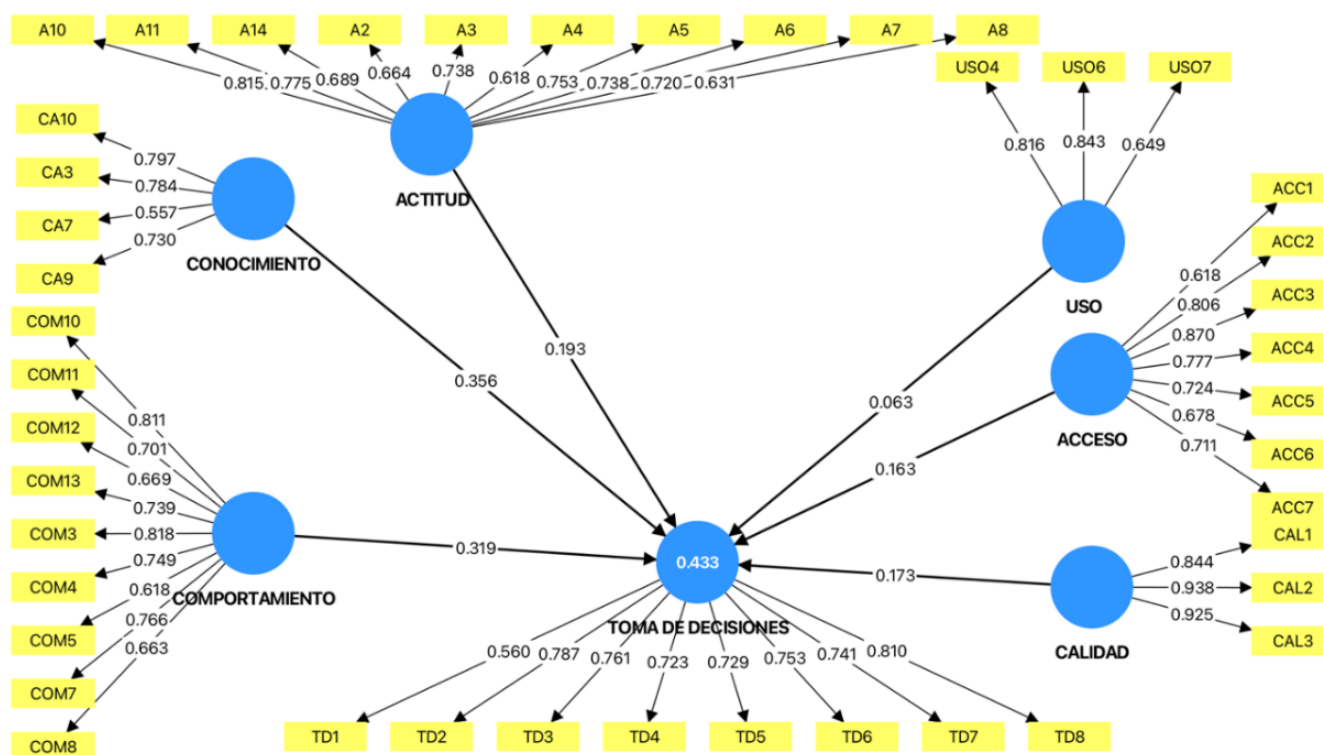 A10 A11 A14 A2 A3 A4 A5 A6 A7 A8
0.815 0.775 0.689 0.664 0.738 0.618 0.753 0.738 0.720 0.631
ACTITUD
USO4 USO6 USO7
0.816 0.843 0.649
USO
CA10
CA3
CA7
CA9
0.797
0.784
0.557
0.730
CONOCIMIENTO
ACC1
ACC2
ACC3
ACC4
ACC5
ACC6
ACC7
0.618
0.806
0.870
0.777
0.724
0.678
0.711
ACCESO
COM10
COM11
COM12
COM13
COM3
COM4
COM5
COM7
COM8
0.811
0.701
0.669
0.739
0.818
0.749
0.618
0.766
0.663
COMPORTAMIENTO
0.193
0.356
0.063
0.163
0.319
0.173
0.433
TOMA DE DECISIONES
CAL1
CAL2
CAL3
0.844
0.938
0.925
CALIDAD
0.560 0.787 0.761 0.723 0.729 0.753 0.741 0.810
TD1 TD2 TD3 TD4 TD5 TD6 TD7 TD8